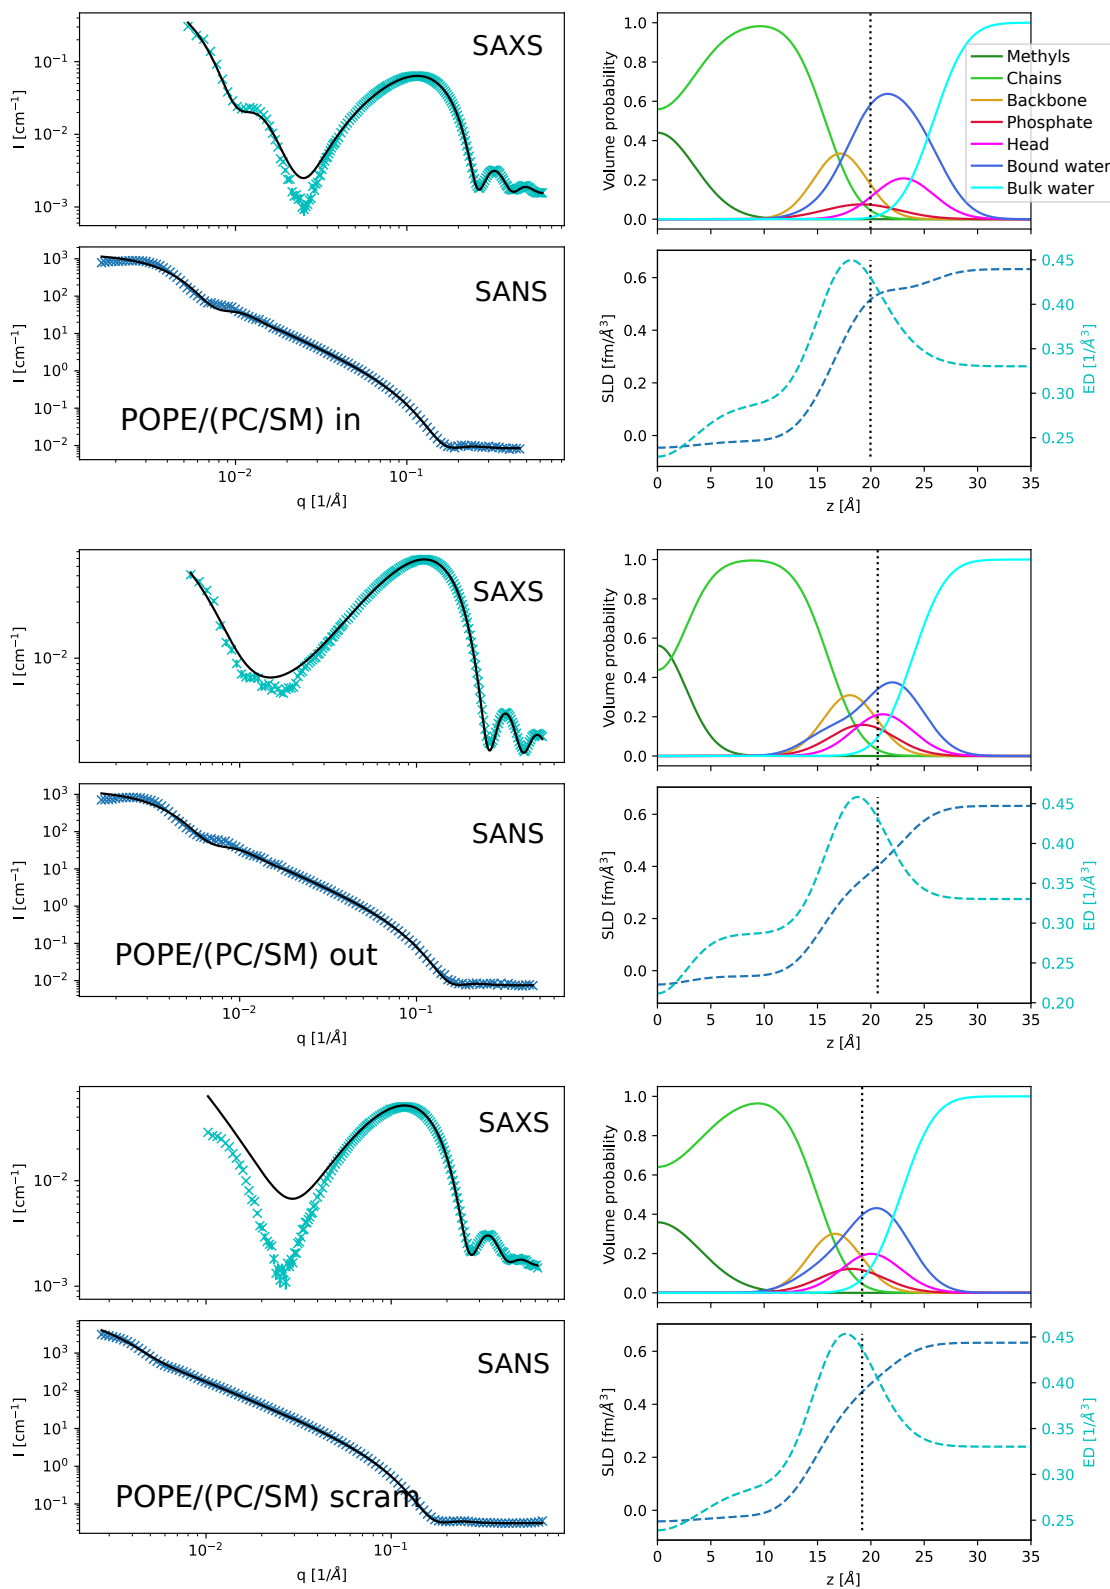 SAXS
I [cm⁻¹]
10⁻¹
10⁻²
10⁻³
SANS
POPE/(PC/SM) in
I [cm⁻¹]
10³
10²
10¹
10⁰
10⁻¹
10⁻²
10⁻² 10⁻¹
q [1/Å]
Volume probability
1.0
0.8
0.6
0.4
0.2
0.0
Methyls
Chains
Backbone
Phosphate
Head
Bound water
Bulk water
SLD [fm/Å³]
0.6
0.4
0.2
0.0
ED [1/Å³]
0.45
0.40
0.35
0.30
0.25
0 5 10 15 20 25 30 35
z [Å]
SAXS
I [cm⁻¹]
10⁻²
SANS
POPE/(PC/SM) out
I [cm⁻¹]
10³
10²
10¹
10⁰
10⁻¹
10⁻²
10⁻² 10⁻¹
q [1/Å]
Volume probability
1.0
0.8
0.6
0.4
0.2
0.0
SLD [fm/Å³]
0.6
0.4
0.2
0.0
ED [1/Å³]
0.45
0.40
0.35
0.30
0.25
0.20
0 5 10 15 20 25 30 35
z [Å]
SAXS
I [cm⁻¹]
10⁻²
10⁻³
SANS
POPE/(PC/SM) scram
I [cm⁻¹]
10³
10²
10¹
10⁰
10⁻¹
10⁻² 10⁻¹
q [1/Å]
Volume probability
1.0
0.8
0.6
0.4
0.2
0.0
SLD [fm/Å³]
0.6
0.4
0.2
0.0
ED [1/Å³]
0.45
0.40
0.35
0.30
0.25
0 5 10 15 20 25 30 35
z [Å]